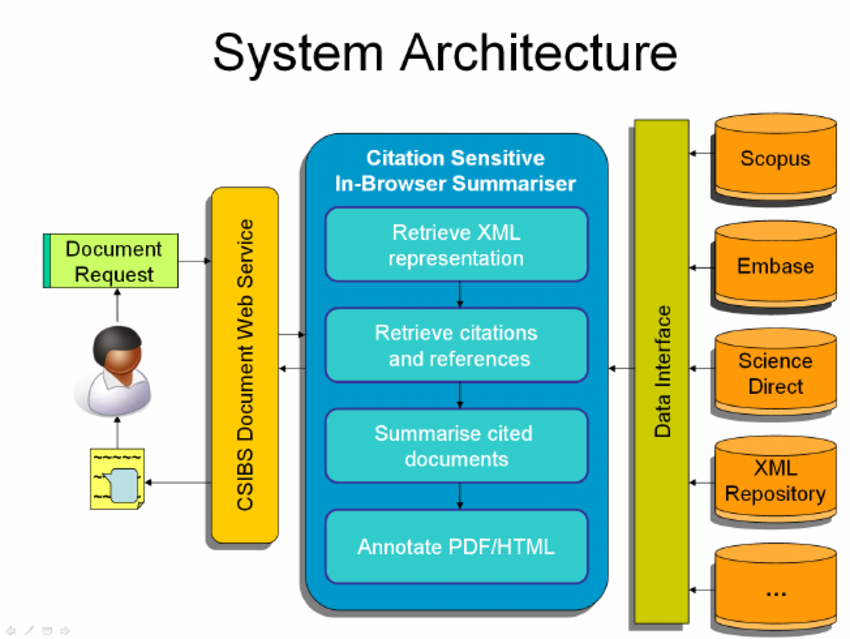 System Architecture
Document
Request
CSIBS Document Web Service
Citation Sensitive
In-Browser Summariser
Retrieve XML
representation
Retrieve citations
and references
Summarise cited
documents
Annotate PDF/HTML
Data Interface
Scopus
Embase
Science
Direct
XML
Repository
...